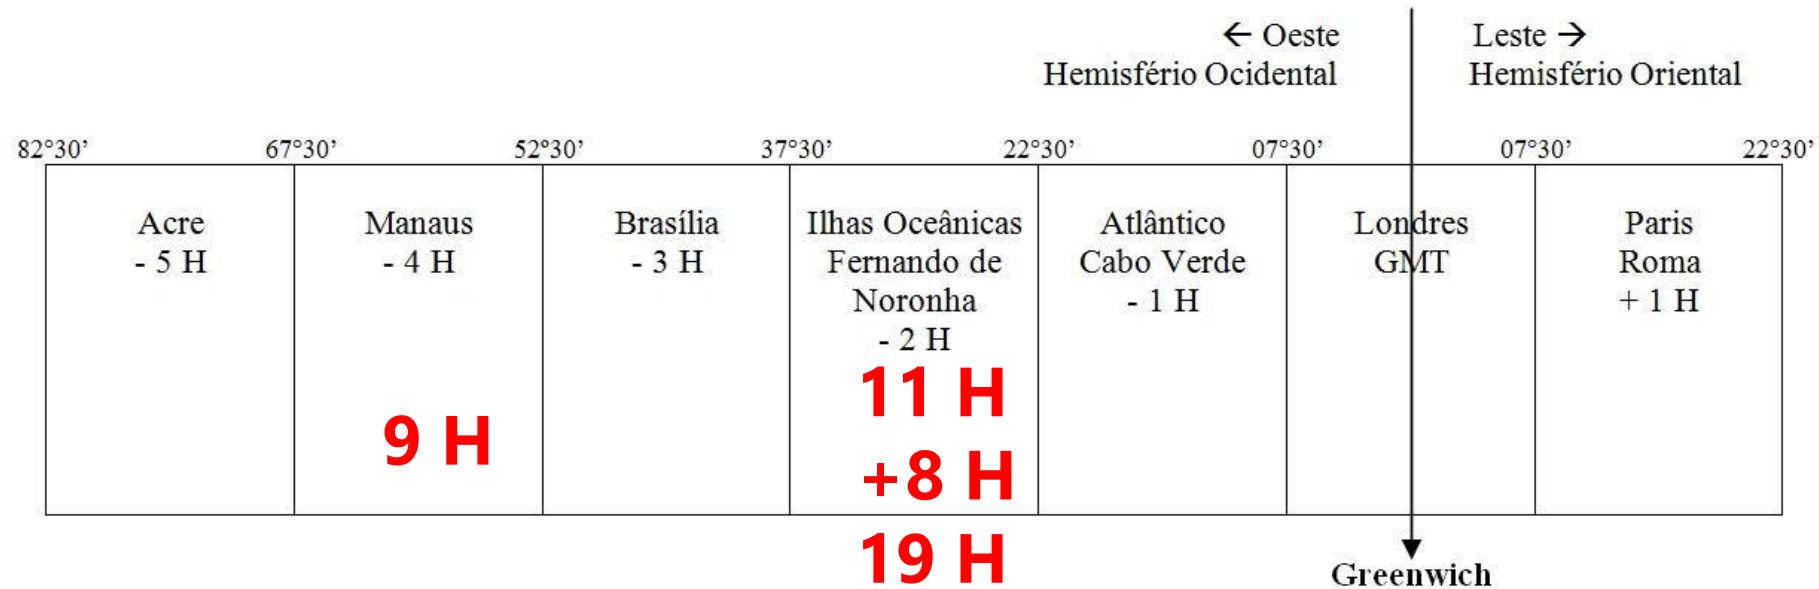 ← Oeste
Hemisfério Ocidental
Leste →
Hemisfério Oriental
82°30’ 67°30’ 52°30’ 37°30’ 22°30’ 07°30’ 07°30’ 22°30’
Acre
- 5 H
Manaus
- 4 H
9 H
Brasília
- 3 H
Ilhas Oceânicas
Fernando de
Noronha
- 2 H
11 H
+8 H
19 H
Atlântico
Cabo Verde
- 1 H
Londres
GMT
Paris
Roma
+ 1 H
Greenwich